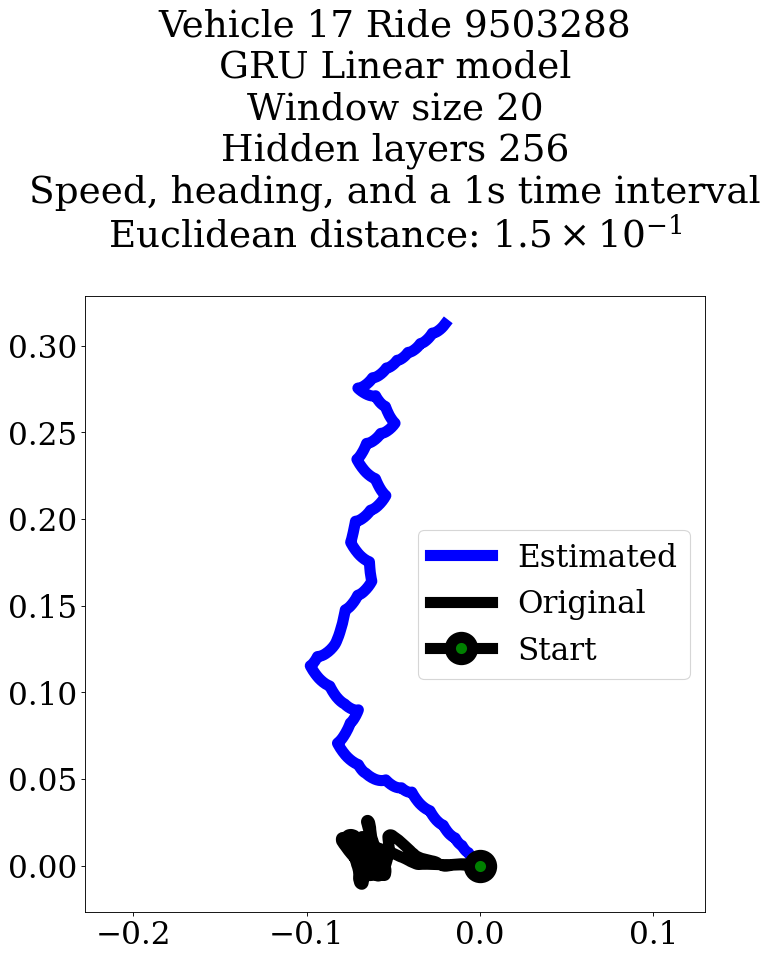 Vehicle 17 Ride 9503288
GRU Linear model
Window size 20
Hidden layers 256
Speed, heading, and a 1s time interval
Euclidean distance: 1.5 × 10⁻¹
0.30
0.25
0.20
0.15
0.10
0.05
0.00
Estimated
Original
Start
−0.2
−0.1
0.0
0.1